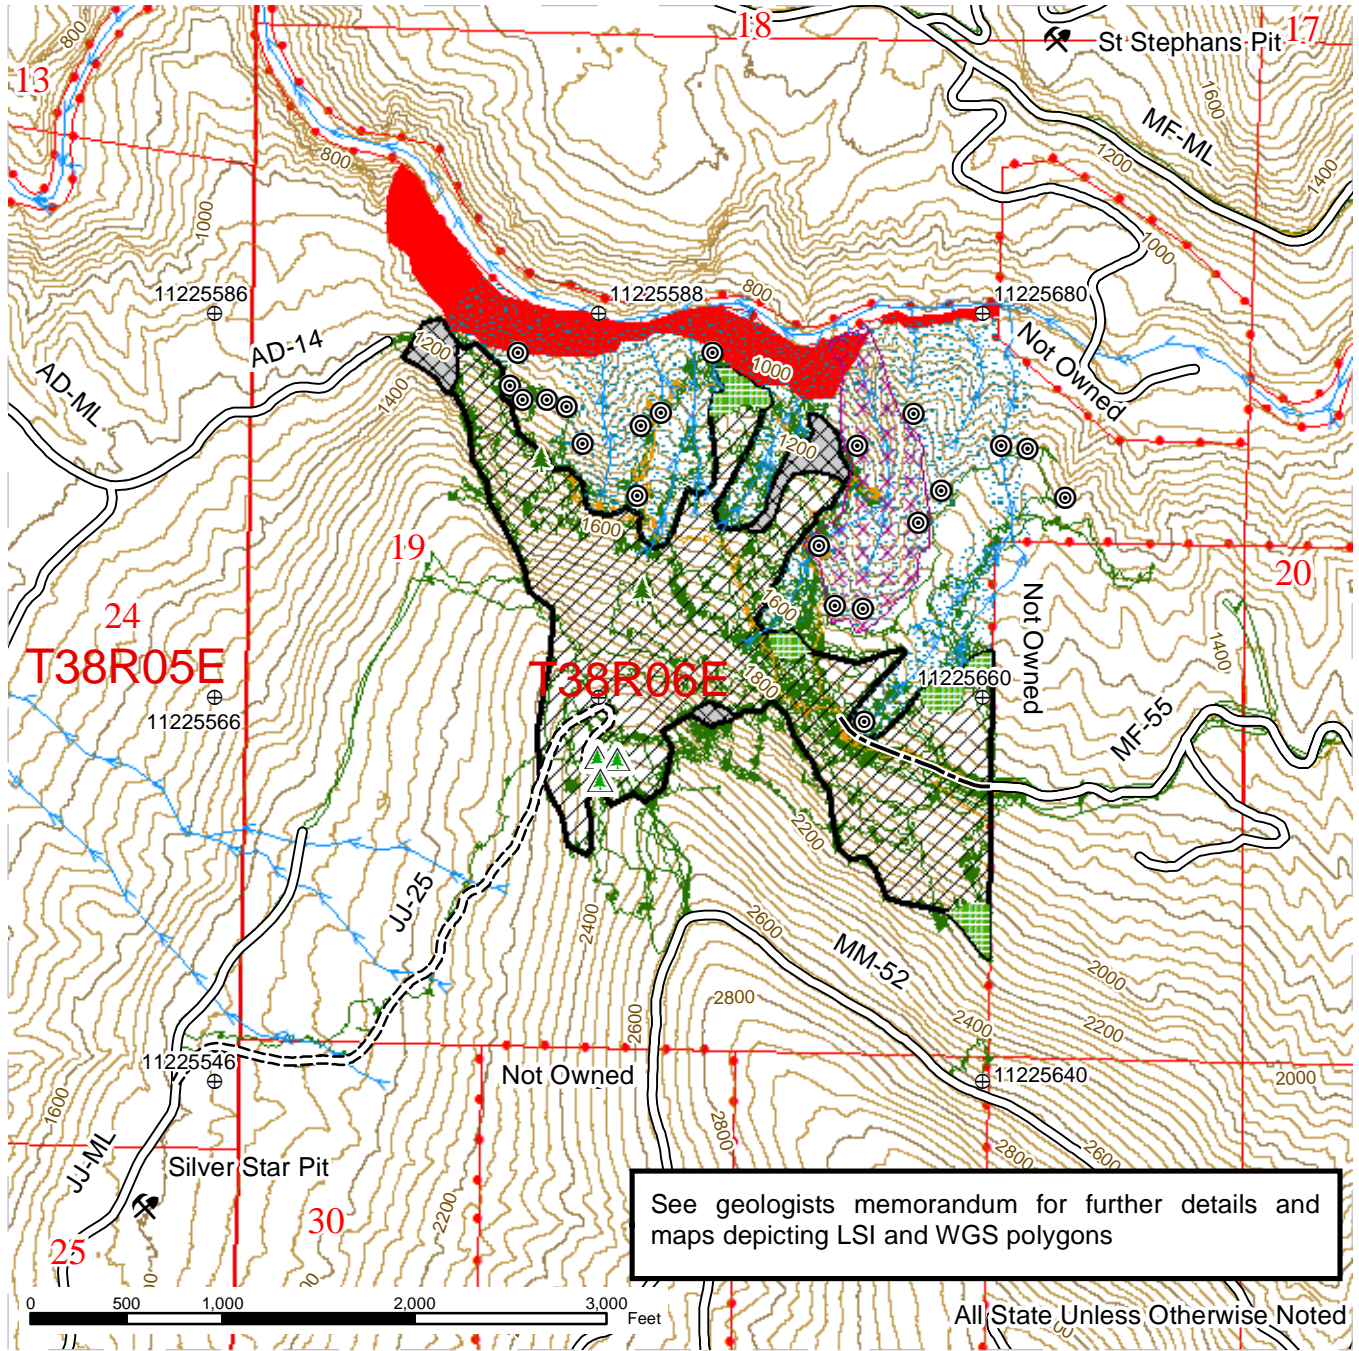 18
17
St Stephans Pit
800
13
1600
MF-ML
1200
800
1400
1000
1000
11225586
11225588
800
11225680
Not Owned
AD-14
1200
1000
AD-ML
1400
1200
1600
19
20
24
1600
Not Owned
1400
T38R05E
T38R06E
1800
11225660
11225566
MF-55
2200
JJ-25
2400
2600
MM-52
2000
2800
2600
2400
2200
11225546
Not Owned
11225640
2000
1600
2800
2800
2600
JJ-ML
Silver Star Pit
30
2200
25
See geologists memorandum for further details and
maps depicting LSI and WGS polygons
0 500 1,000 2,000 3,000
Feet
All State Unless Otherwise Noted